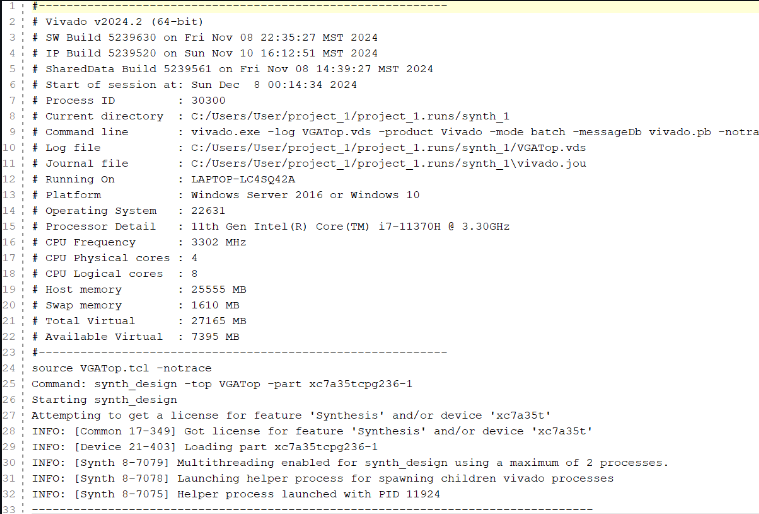 1 #----------------------------------------------------------
2 # Vivado v2024.2 (64-bit)
3 # SW Build 5239630 on Fri Nov 08 22:35:27 MST 2024
4 # IP Build 5239520 on Sun Nov 10 16:12:51 MST 2024
5 # SharedData Build 5239561 on Fri Nov 08 14:39:27 MST 2024
6 # Start of session at: Sun Dec  8 00:14:34 2024
7 # Process ID         : 30300
8 # Current directory  : C:/Users/User/project_1/project_1.runs/synth_1
9 # Command line       : vivado.exe -log VGATop.vds -product Vivado -mode batch -messageDb vivado.pb -notra
10 # Log file           : C:/Users/User/project_1/project_1.runs/synth_1/VGATop.vds
11 # Journal file       : C:/Users/User/project_1/project_1.runs/synth_1\vivado.jou
12 # Running On         : LAPTOP-LC4SQ42A
13 # Platform           : Windows Server 2016 or Windows 10
14 # Operating System   : 22631
15 # Processor Detail   : 11th Gen Intel(R) Core(TM) i7-11370H @ 3.30GHz
16 # CPU Frequency      : 3302 MHz
17 # CPU Physical cores : 4
18 # CPU Logical cores  : 8
19 # Host memory        : 25555 MB
20 # Swap memory        : 1610 MB
21 # Total Virtual      : 27165 MB
22 # Available Virtual  : 7395 MB
23 #----------------------------------------------------------
24 source VGATop.tcl -notrace
25 Command: synth_design -top VGATop -part xc7a35tcpg236-1
26 Starting synth_design
27 Attempting to get a license for feature 'Synthesis' and/or device 'xc7a35t'
28 INFO: [Common 17-349] Got license for feature 'Synthesis' and/or device 'xc7a35t'
29 INFO: [Device 21-403] Loading part xc7a35tcpg236-1
30 INFO: [Synth 8-7079] Multithreading enabled for synth_design using a maximum of 2 processes.
31 INFO: [Synth 8-7078] Launching helper process for spawning children vivado processes
32 INFO: [Synth 8-7075] Helper process launched with PID 11924
33 --------------------------------------------------------------------------------